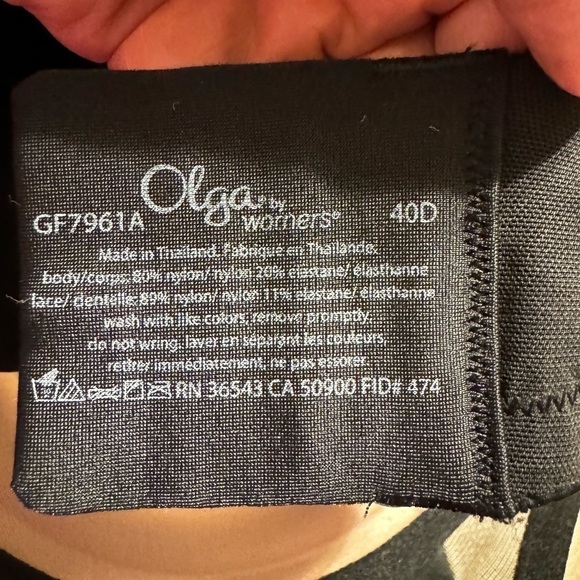 Olga® by
GF7961A warners® 40D
Made in Thailand. Fabriqué en Thaïlande.
body/corps: 80% nylon/ nylon 20% elastane/ élasthanne
lace/ dentelle: 89% nylon/ nylon 11% elastane/ élasthanne
wash with like colors, remove promptly,
do not wring. laver en séparant les couleurs,
retirer immédiatement, ne pas essorer.
RN 36543 CA 50900 FID# 474